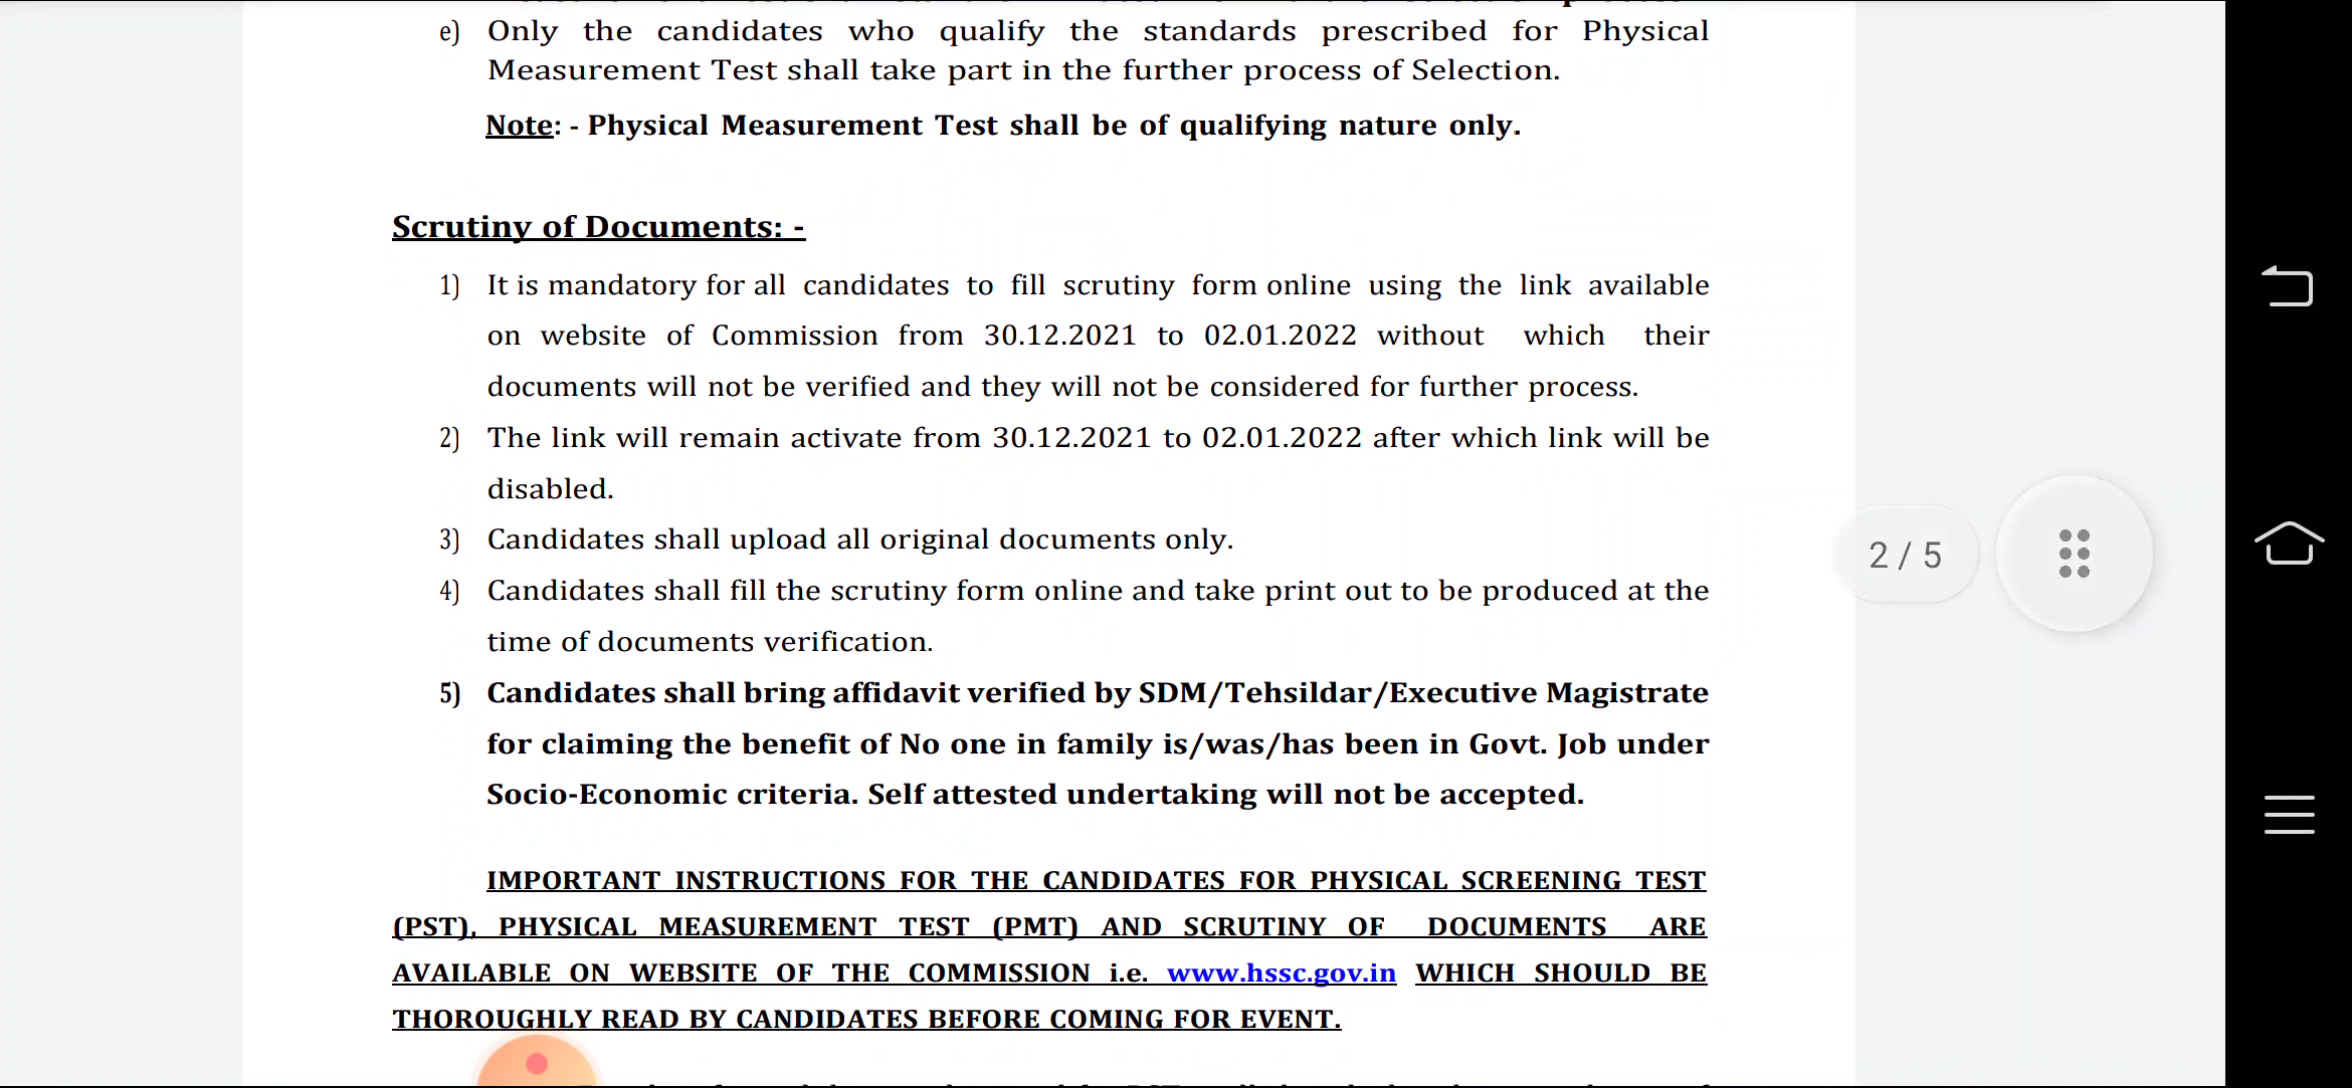 e) Only the candidates who qualify the standards prescribed for Physical
Measurement Test shall take part in the further process of Selection.
Note: - Physical Measurement Test shall be of qualifying nature only.
Scrutiny of Documents: -
1) It is mandatory for all candidates to fill scrutiny form online using the link available
on website of Commission from 30.12.2021 to 02.01.2022 without which their
documents will not be verified and they will not be considered for further process.
2) The link will remain activate from 30.12.2021 to 02.01.2022 after which link will be
disabled.
3) Candidates shall upload all original documents only.
4) Candidates shall fill the scrutiny form online and take print out to be produced at the
time of documents verification.
5) Candidates shall bring affidavit verified by SDM/Tehsildar/Executive Magistrate
for claiming the benefit of No one in family is/was/has been in Govt. Job under
Socio-Economic criteria. Self attested undertaking will not be accepted.
IMPORTANT INSTRUCTIONS FOR THE CANDIDATES FOR PHYSICAL SCREENING TEST
(PST), PHYSICAL MEASUREMENT TEST (PMT) AND SCRUTINY OF DOCUMENTS ARE
AVAILABLE ON WEBSITE OF THE COMMISSION i.e. www.hssc.gov.in WHICH SHOULD BE
THOROUGHLY READ BY CANDIDATES BEFORE COMING FOR EVENT.
2 / 5